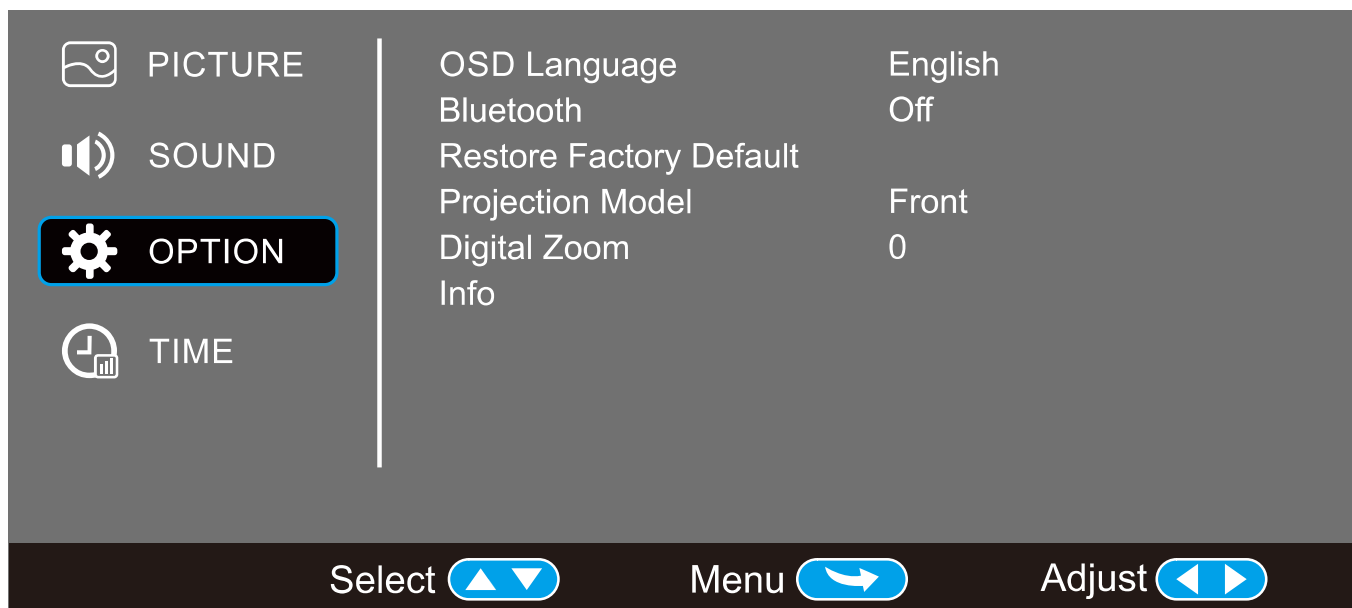 PICTURE
SOUND
OPTION
TIME
OSD Language English
Bluetooth Off
Restore Factory Default
Projection Model Front
Digital Zoom 0
Info
Select Menu Adjust